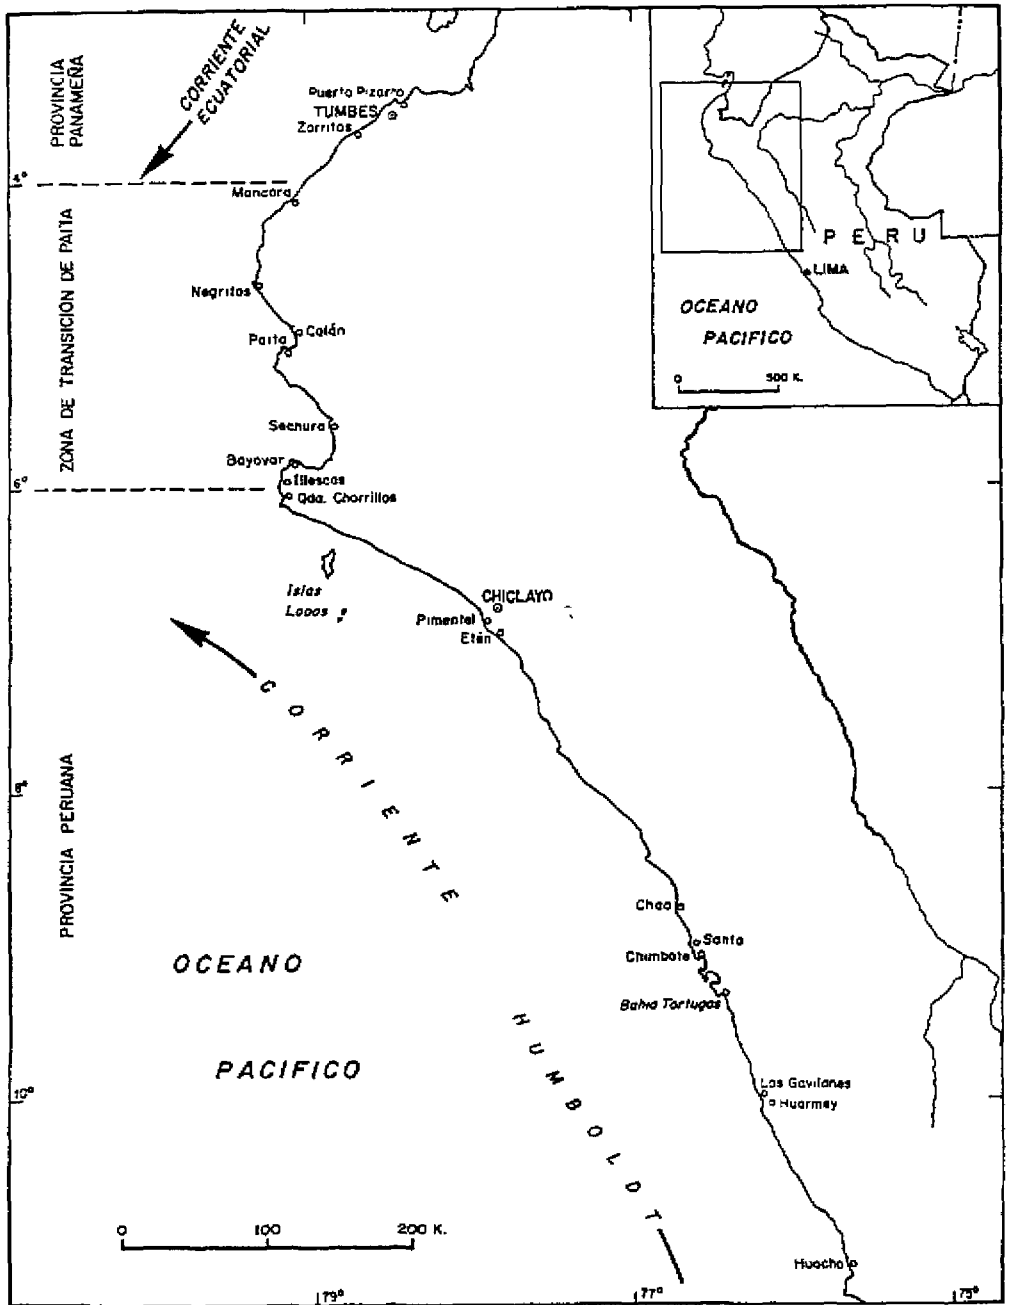 PROVINCIA
PANAMEÑA
CORRIENTE
ECUATORIAL
Puerto Pizarro
TUMBES
Zorritos
4°
Mancora
ZONA DE TRANSICION DE PAITA
Negritos
Colán
Paita
Sechura
Bayovar
Illescas
Qda. Chorrillos
6°
Islas
Lobos
CHICLAYO
Pimentel
Etén
CORRIENTE
HUMBOLDT
PROVINCIA PERUANA
8°
Chao
Santa
Chimbote
Bahia Tortugas
OCEANO
PACIFICO
10°
Los Gavilanes
Huarmey
0 100 200 K.
Huacho
79° 77° 75°
PERU
LIMA
OCEANO
PACIFICO
0 500 K.